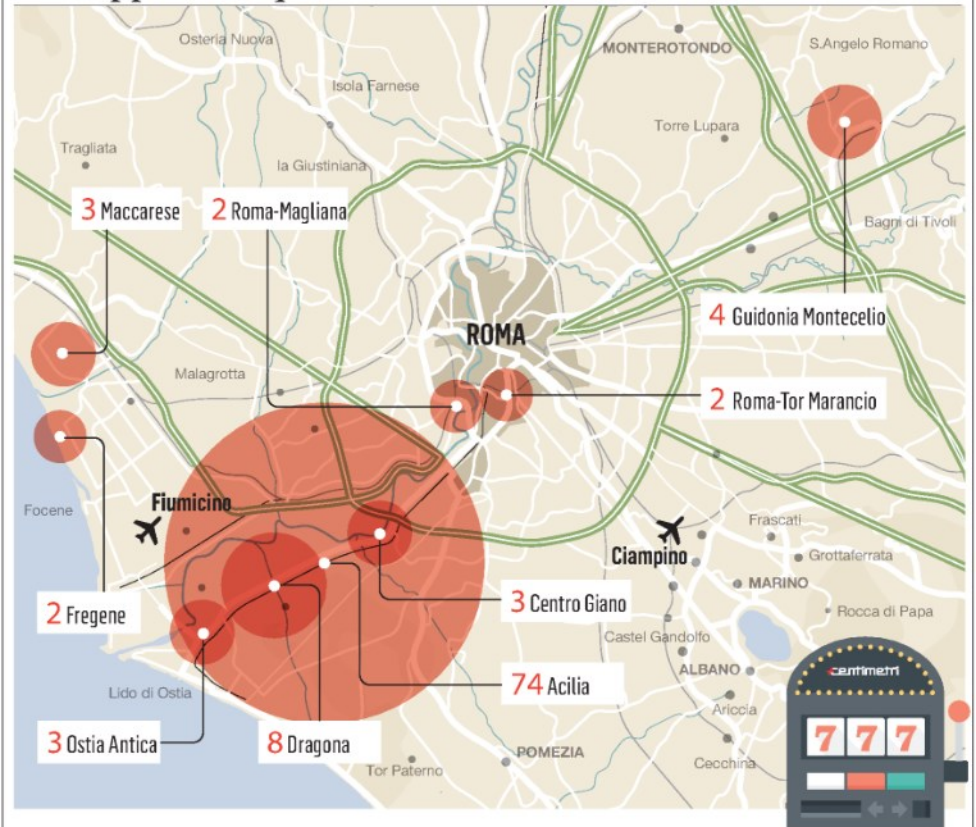 Osteria Nuova
MONTEROTONDO
S.Angelo Romano
Isola Farnese
Torre Lupara
Tragliata
la Giustiniana
3 Maccarese
2 Roma-Magliana
Bagni di Tivoli
4 Guidonia Montecelio
ROMA
Malagrotta
2 Roma-Tor Marancio
Fiumicino
Focene
Frascati
Ciampino
Grottaferrata
MARINO
2 Fregene
3 Centro Giano
Rocca di Papa
Castel Gandolfo
ALBANO
centimetri
74 Acilia
Lido di Ostia
Ariccia
777
3 Ostia Antica
8 Dragona
POMEZIA
Cecchina
Tor Paterno